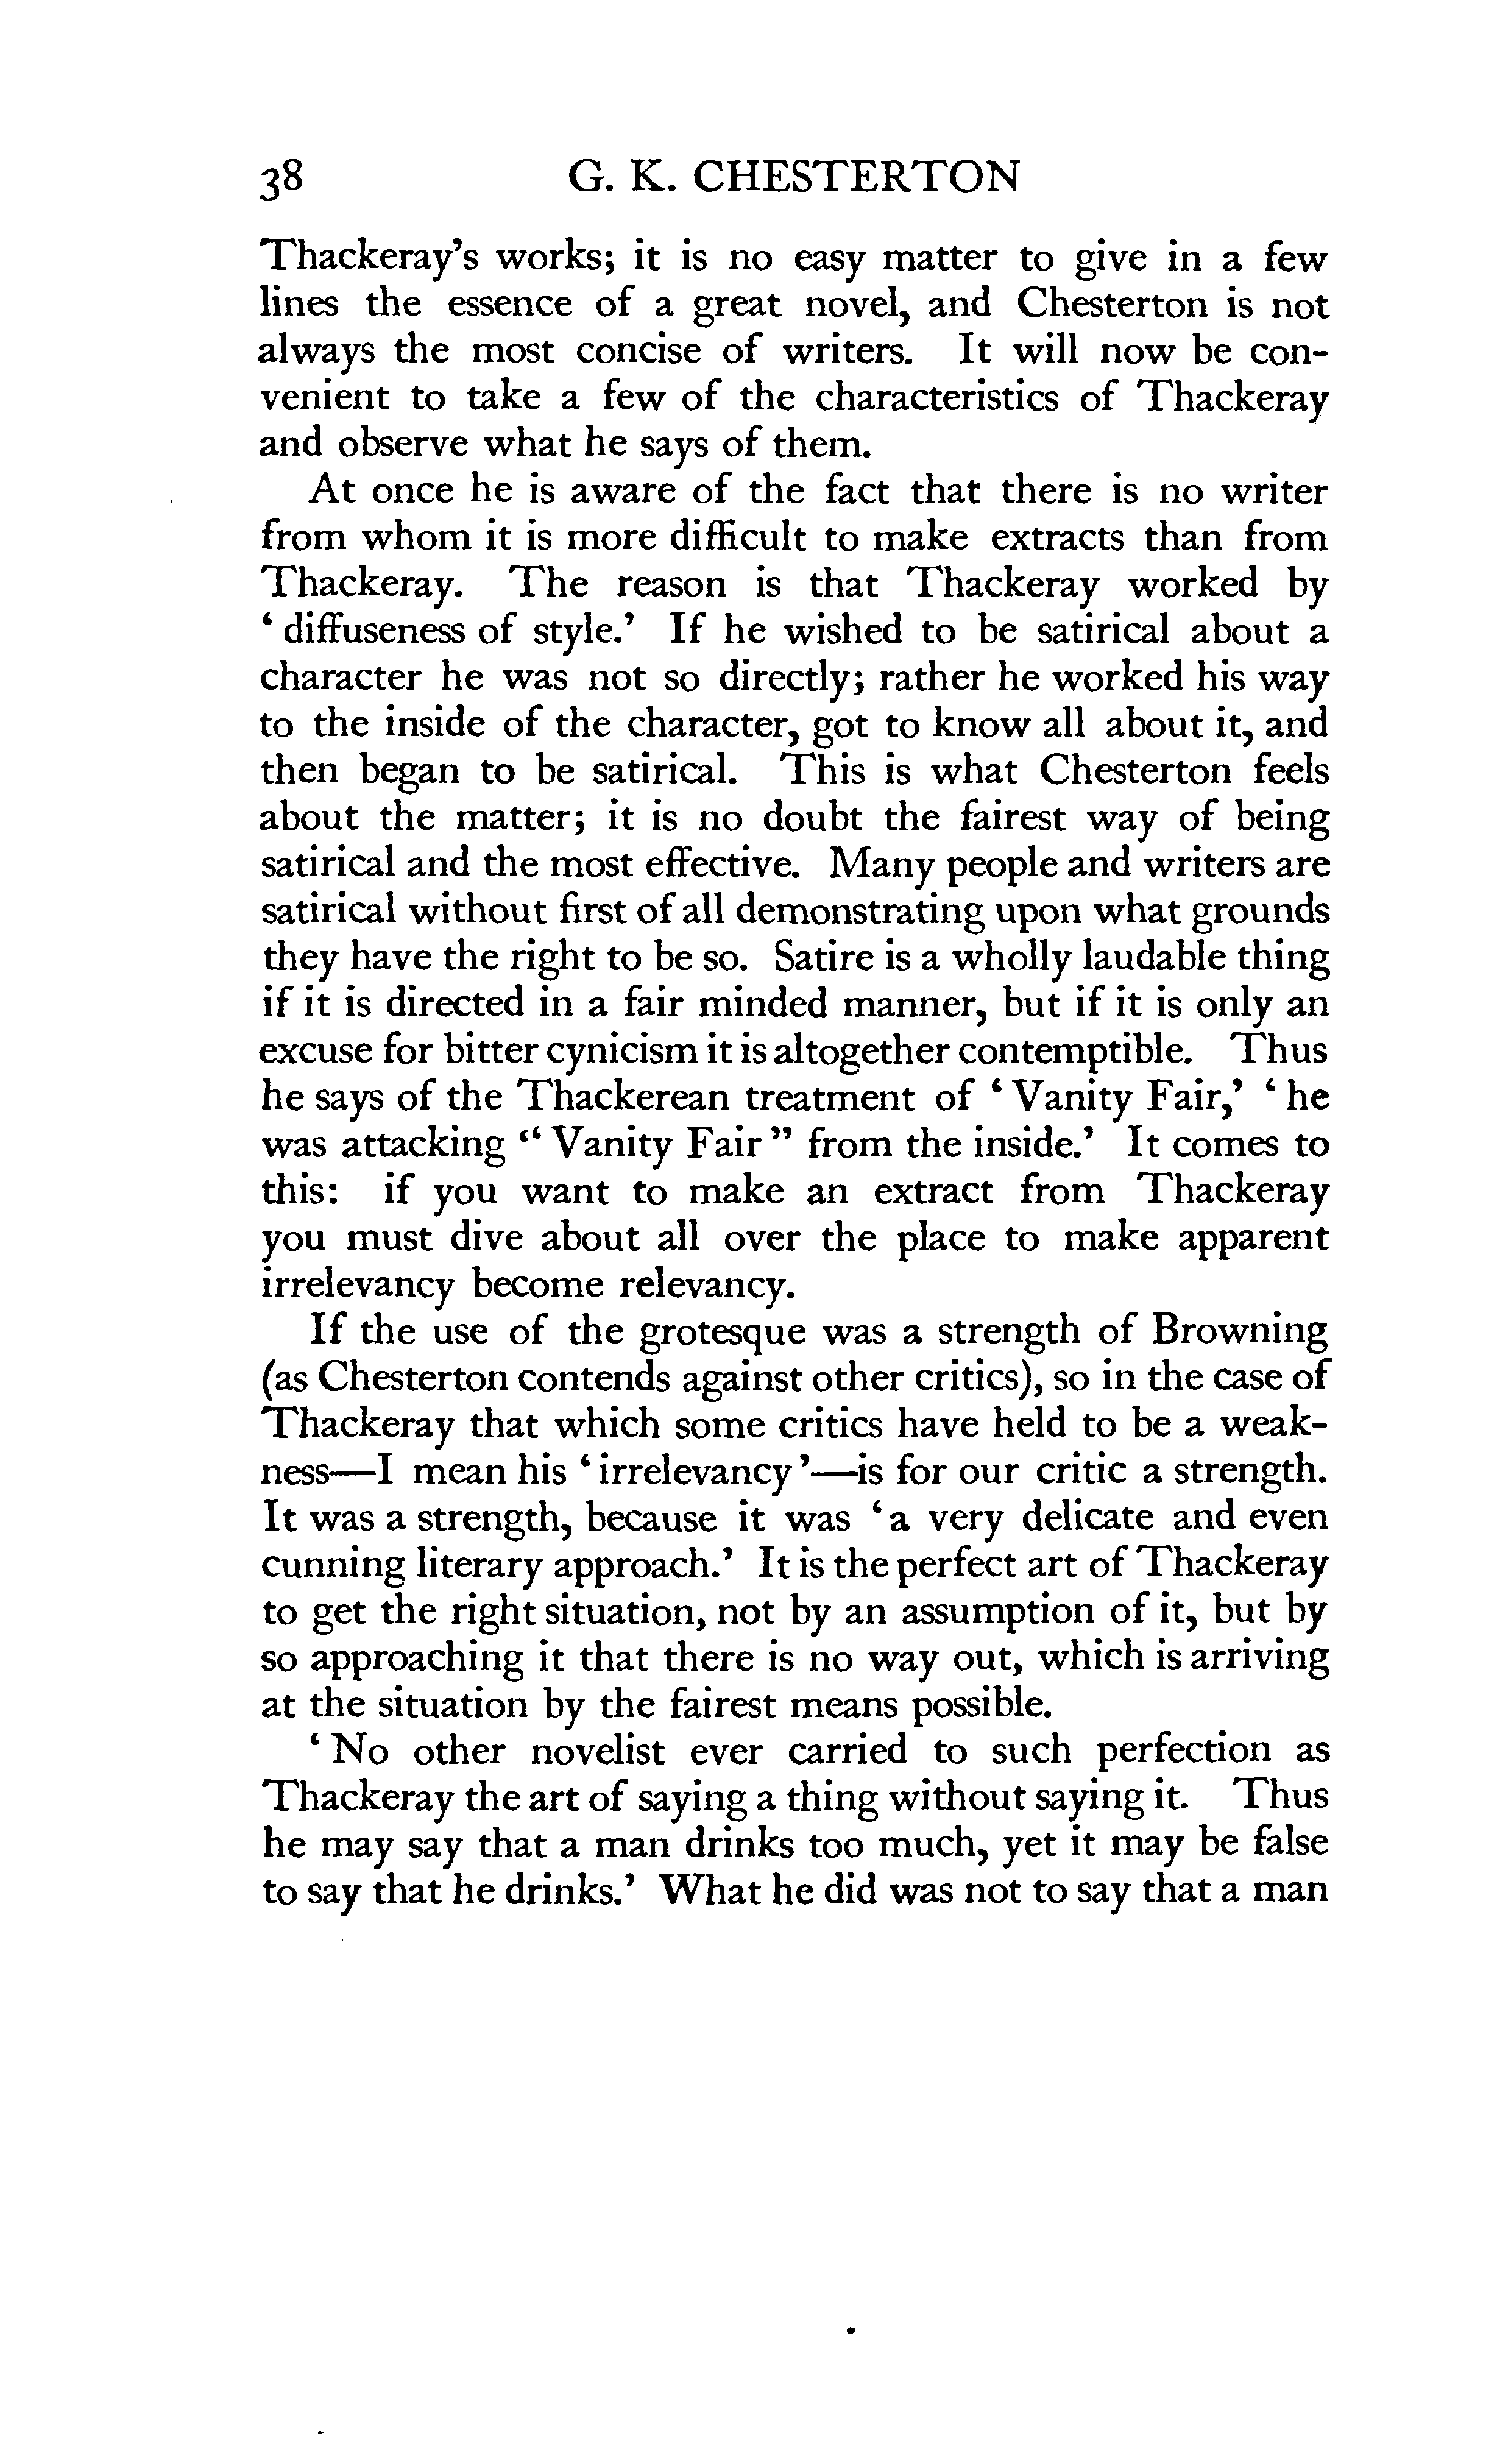 38 G. K. CHESTERTON
Thackeray's works; it is no easy matter to give in a few
lines the essence of a great novel, and Chesterton is not
always the most concise of writers. It will now be con-
venient to take a few of the characteristics of Thackeray
and observe what he says of them.
At once he is aware of the fact that there is no writer
from whom it is more difficult to make extracts than from
Thackeray. The reason is that Thackeray worked by
‘ diffuseness of style.’ If he wished to be satirical about a
character he was not so directly; rather he worked his way
to the inside of the character, got to know all about it, and
then began to be satirical. This is what Chesterton feels
about the matter; it is no doubt the fairest way of being
satirical and the most effective. Many people and writers are
satirical without first of all demonstrating upon what grounds
they have the right to be so. Satire is a wholly laudable thing
if it is directed in a fair minded manner, but if it is only an
excuse for bitter cynicism it is altogether contemptible. Thus
he says of the Thackerean treatment of ‘ Vanity Fair,’ ‘ he
was attacking “ Vanity Fair ” from the inside.’ It comes to
this: if you want to make an extract from Thackeray
you must dive about all over the place to make apparent
irrelevancy become relevancy.
If the use of the grotesque was a strength of Browning
(as Chesterton contends against other critics), so in the case of
Thackeray that which some critics have held to be a weak-
ness—I mean his ‘ irrelevancy ’—is for our critic a strength.
It was a strength, because it was ‘ a very delicate and even
cunning literary approach.’ It is the perfect art of Thackeray
to get the right situation, not by an assumption of it, but by
so approaching it that there is no way out, which is arriving
at the situation by the fairest means possible.
‘ No other novelist ever carried to such perfection as
Thackeray the art of saying a thing without saying it. Thus
he may say that a man drinks too much, yet it may be false
to say that he drinks.’ What he did was not to say that a man